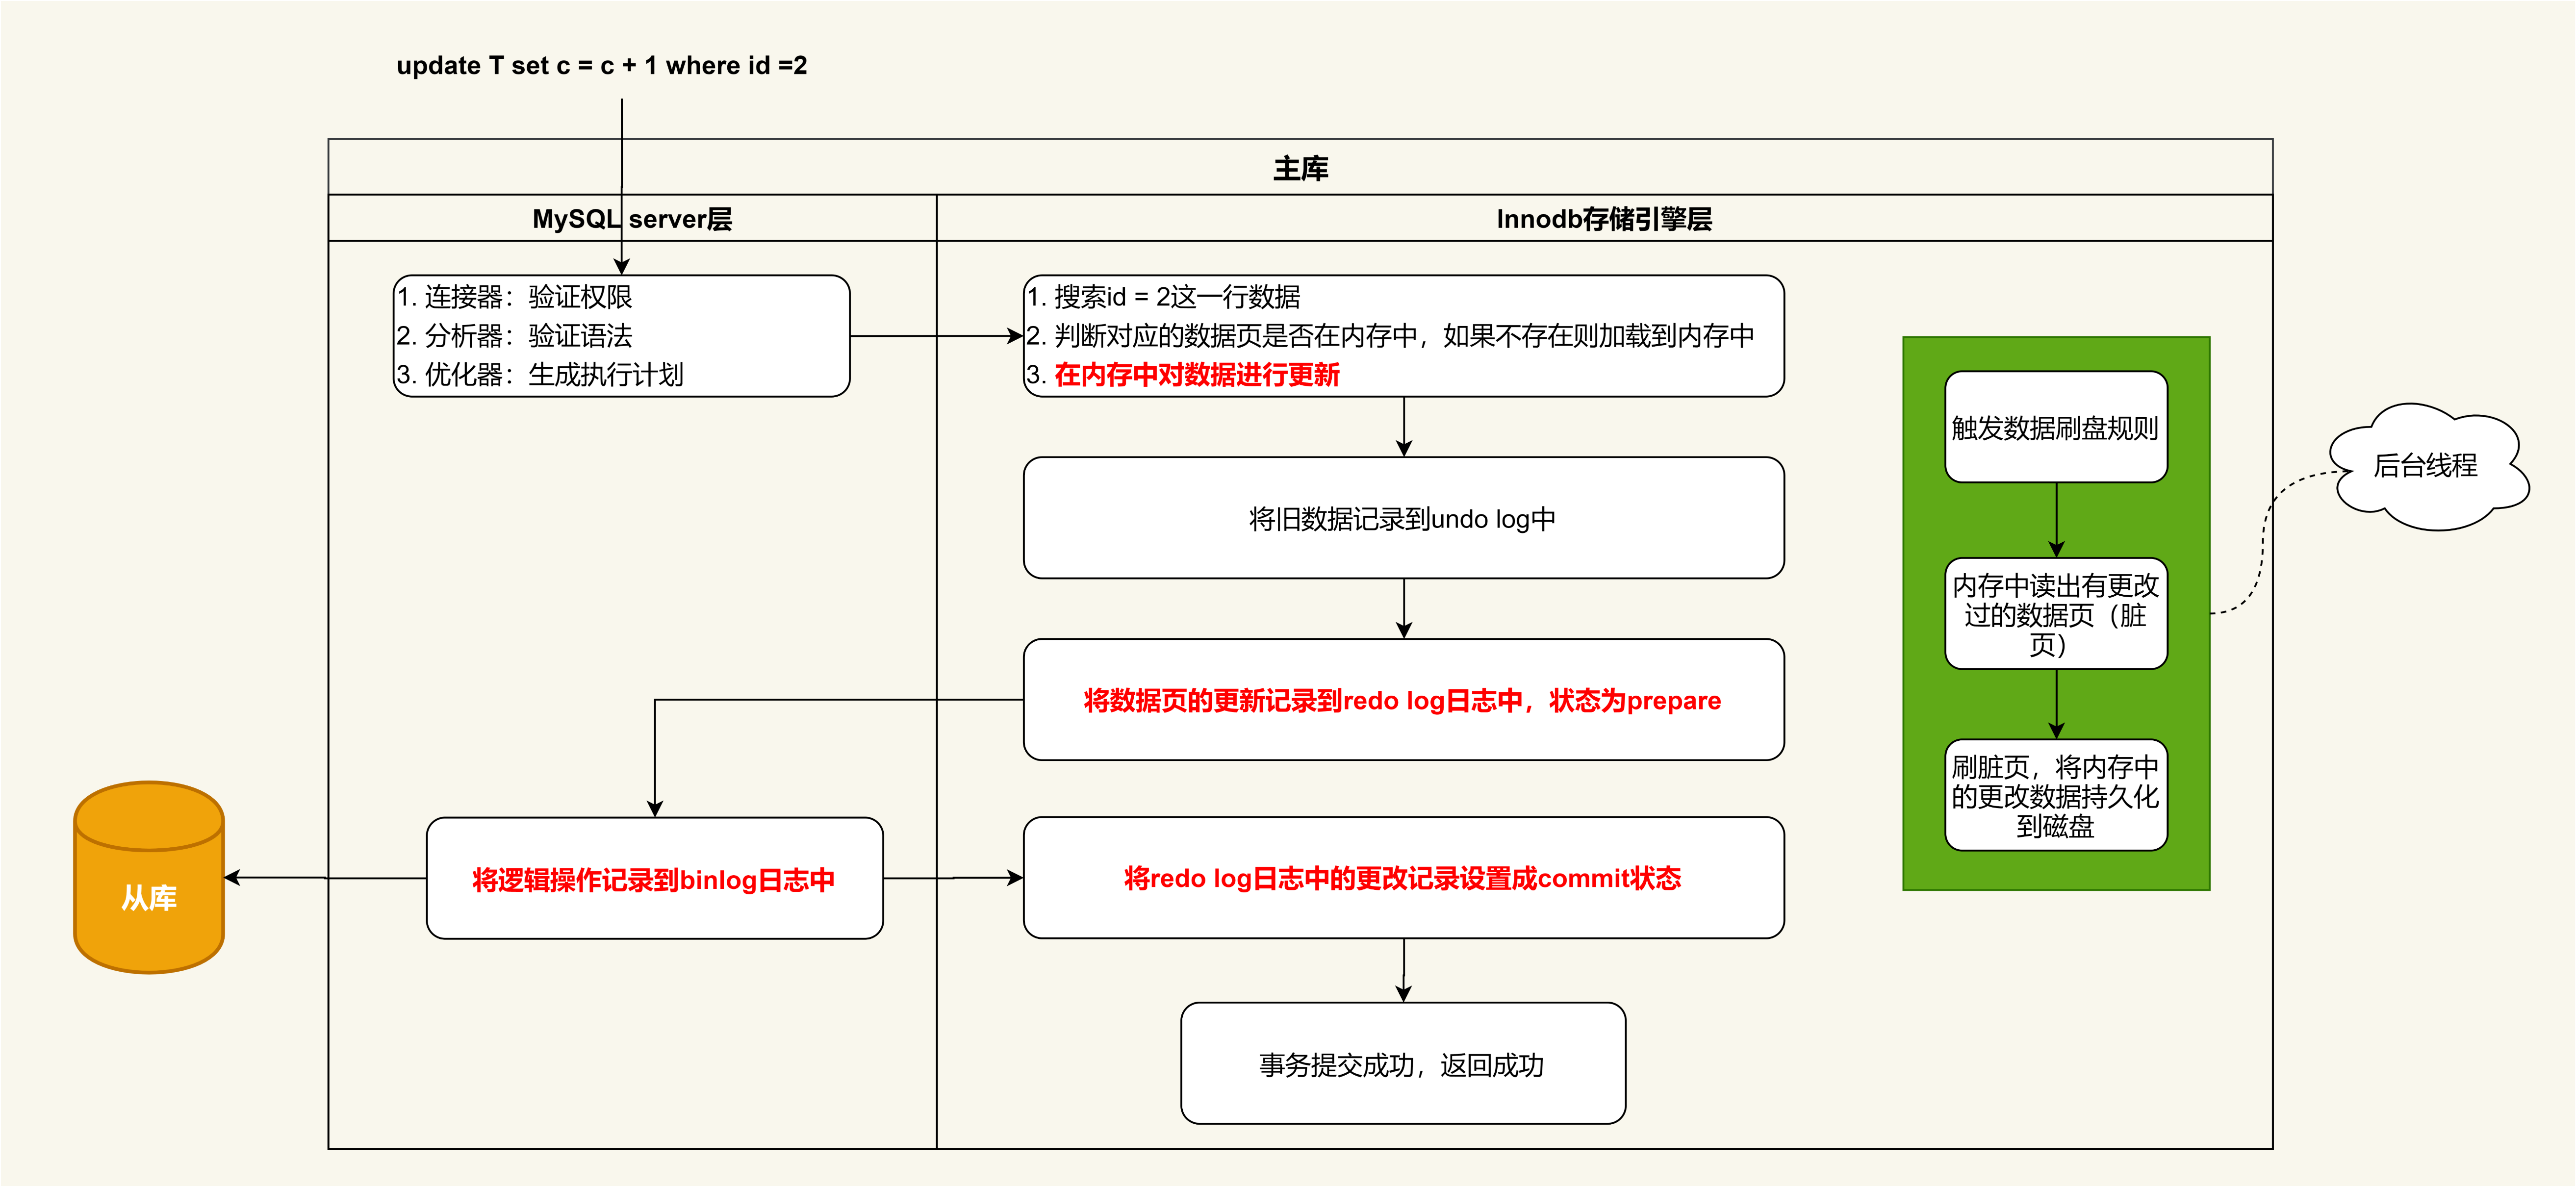 update T set c = c + 1 where id =2
主库
MySQL server层
Innodb存储引擎层
1. 连接器：验证权限
2. 分析器：验证语法
3. 优化器：生成执行计划
1. 搜索id = 2这一行数据
2. 判断对应的数据页是否在内存中，如果不存在则加载到内存中
3. 在内存中对数据进行更新
将旧数据记录到undo log中
将数据页的更新记录到redo log日志中，状态为prepare
将逻辑操作记录到binlog日志中
从库
将redo log日志中的更改记录设置成commit状态
事务提交成功，返回成功
触发数据刷盘规则
内存中读出有更改
过的数据页（脏
页）
刷脏页，将内存中
的更改数据持久化
到磁盘
后台线程